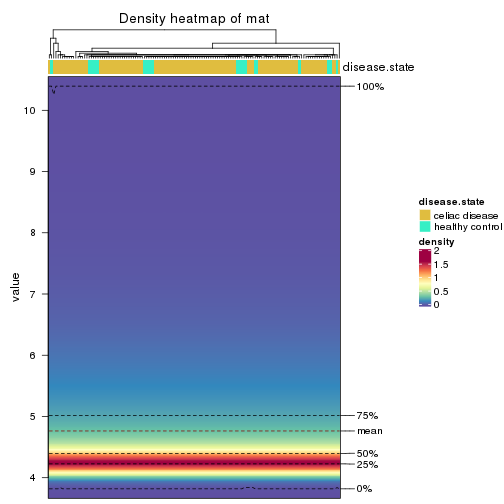 Density heatmap of mat
disease.state
100%
10
9
8
value
7
6
5
4
75%
mean
50%
25%
0%
disease.state
celiac disease
healthy control
density
2
1.5
1
0.5
0